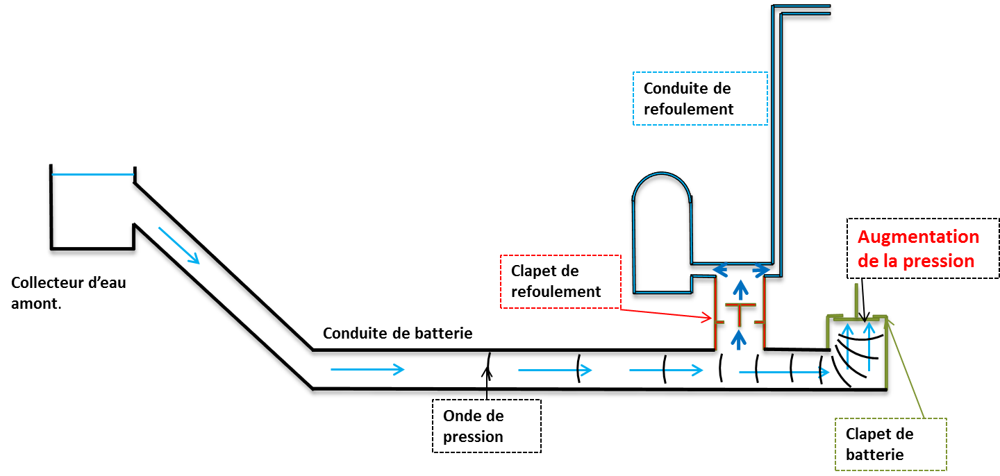 Conduite de
refoulement
Augmentation
de la pression
Clapet de
refoulement
Collecteur d’eau
amont.
Conduite de batterie
Onde de
pression
Clapet de
batterie